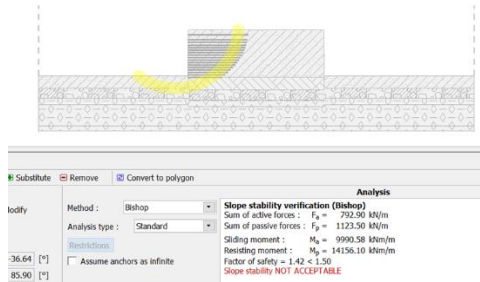 Substitute Remove Convert to polygon
Analysis
Modify
Method : Bishop
Analysis type : Standard
Restrictions
Assume anchors as infinite
-36.64 [°]
85.90 [°]
Slope stability verification (Bishop)
Sum of active forces : Fa = 792.90 kN/m
Sum of passive forces : Fp = 1123.50 kN/m
Sliding moment : Ma = 9990.58 kNm/m
Resisting moment : Mp = 14156.10 kNm/m
Factor of safety = 1.42 < 1.50
Slope stability NOT ACCEPTABLE